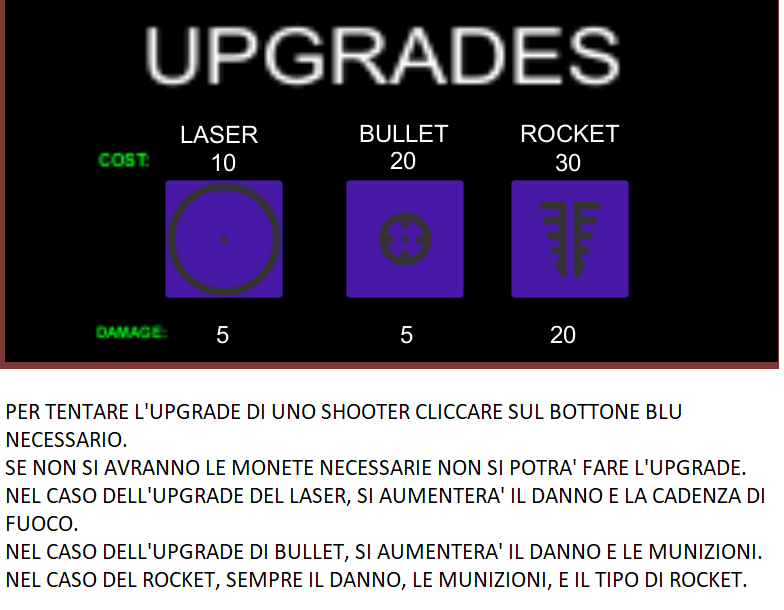 UPGRADES
LASER BULLET ROCKET
COST: 10 20 30
DAMAGE: 5 5 20
PER TENTARE L'UPGRADE DI UNO SHOOTER CLICCARE SUL BOTTONE BLU
NECESSARIO.
SE NON SI AVRANNO LE MONETE NECESSARIE NON SI POTRA' FARE L'UPGRADE.
NEL CASO DELL'UPGRADE DEL LASER, SI AUMENTERA' IL DANNO E LA CADENZA DI
FUOCO.
NEL CASO DELL'UPGRADE DI BULLET, SI AUMENTERA' IL DANNO E LE MUNIZIONI.
NEL CASO DEL ROCKET, SEMPRE IL DANNO, LE MUNIZIONI, E IL TIPO DI ROCKET.